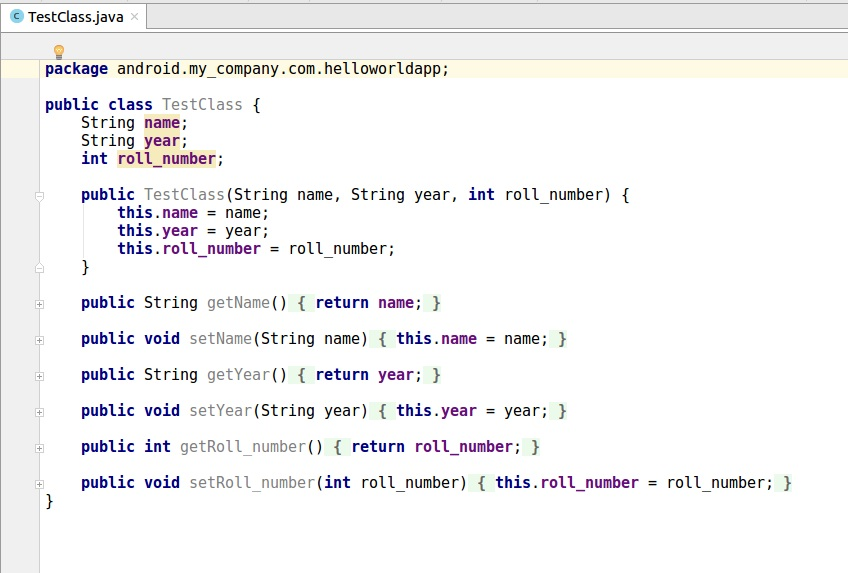 TestClass.java
package android.my_company.com.helloworldapp;
public class TestClass {
    String name;
    String year;
    int roll_number;
    public TestClass(String name, String year, int roll_number) {
        this.name = name;
        this.year = year;
        this.roll_number = roll_number;
    }
    public String getName() { return name; }
    public void setName(String name) { this.name = name; }
    public String getYear() { return year; }
    public void setYear(String year) { this.year = year; }
    public int getRoll_number() { return roll_number; }
    public void setRoll_number(int roll_number) { this.roll_number = roll_number; }
}